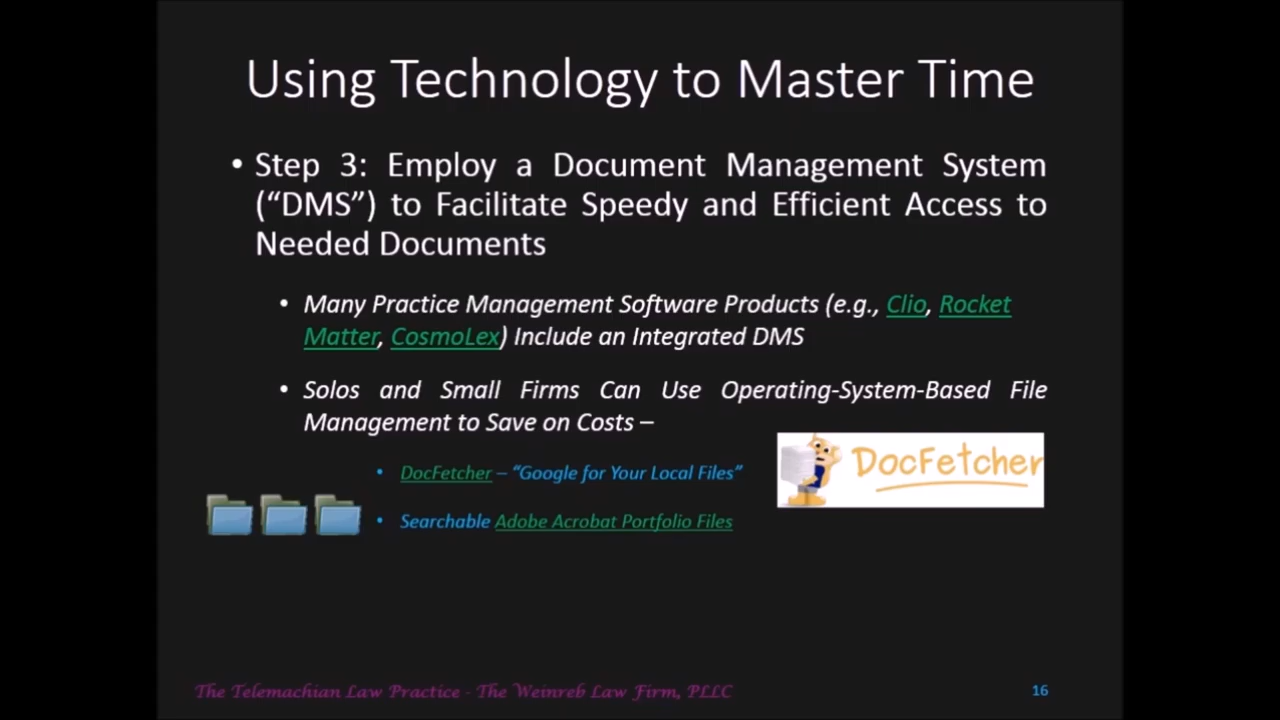 Using Technology to Master Time
• Step 3: Employ a Document Management System
(“DMS”) to Facilitate Speedy and Efficient Access to
Needed Documents
• Many Practice Management Software Products (e.g., Clio, Rocket
Matter, CosmoLex) Include an Integrated DMS
• Solos and Small Firms Can Use Operating-System-Based File
Management to Save on Costs –
• DocFetcher – “Google for Your Local Files”
DocFetcher
• Searchable Adobe Acrobat Portfolio Files
The Telemachian Law Practice - The Weinreb Law Firm, PLLC
16